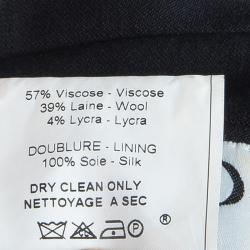 57% Viscose - Viscose
39% Laine - Wool
4% Lycra - Lycra
DOUBLURE - LINING
100% Soie - Silk
DRY CLEAN ONLY
NETTOYAGE A SEC
P ®